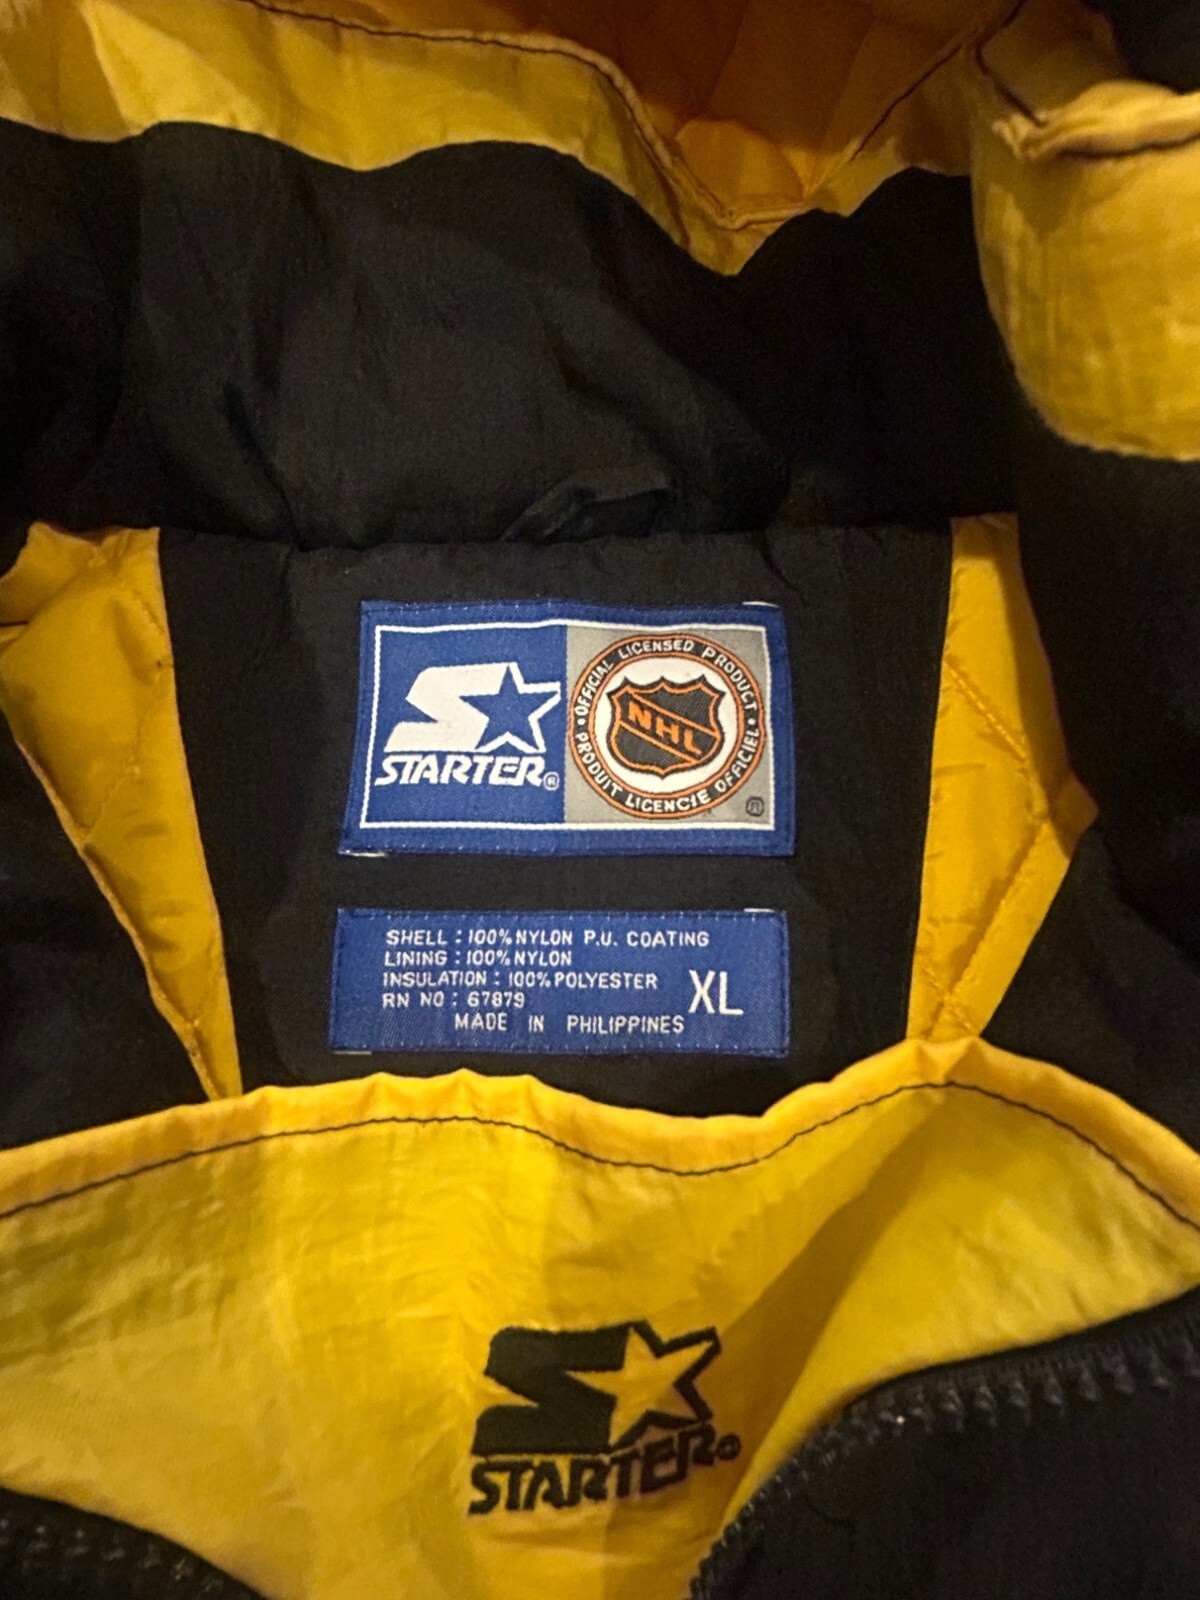 STARTER®
OFFICIAL LICENSED PRODUCT
NHL
PRODUIT LICENCIE OFFICIEL
®
SHELL : 100% NYLON P.U. COATING
LINING : 100% NYLON
INSULATION : 100% POLYESTER
XL
RN NO : 67879
MADE IN PHILIPPINES
STARTER®